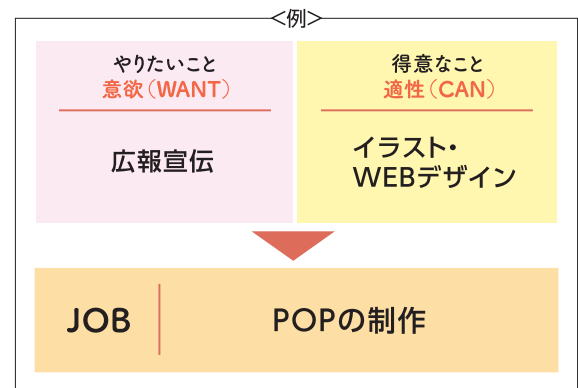 <例>
やりたいこと
意欲(WANT)
広報宣伝
得意なこと
適性(CAN)
イラスト・
WEBデザイン
JOB
POPの制作